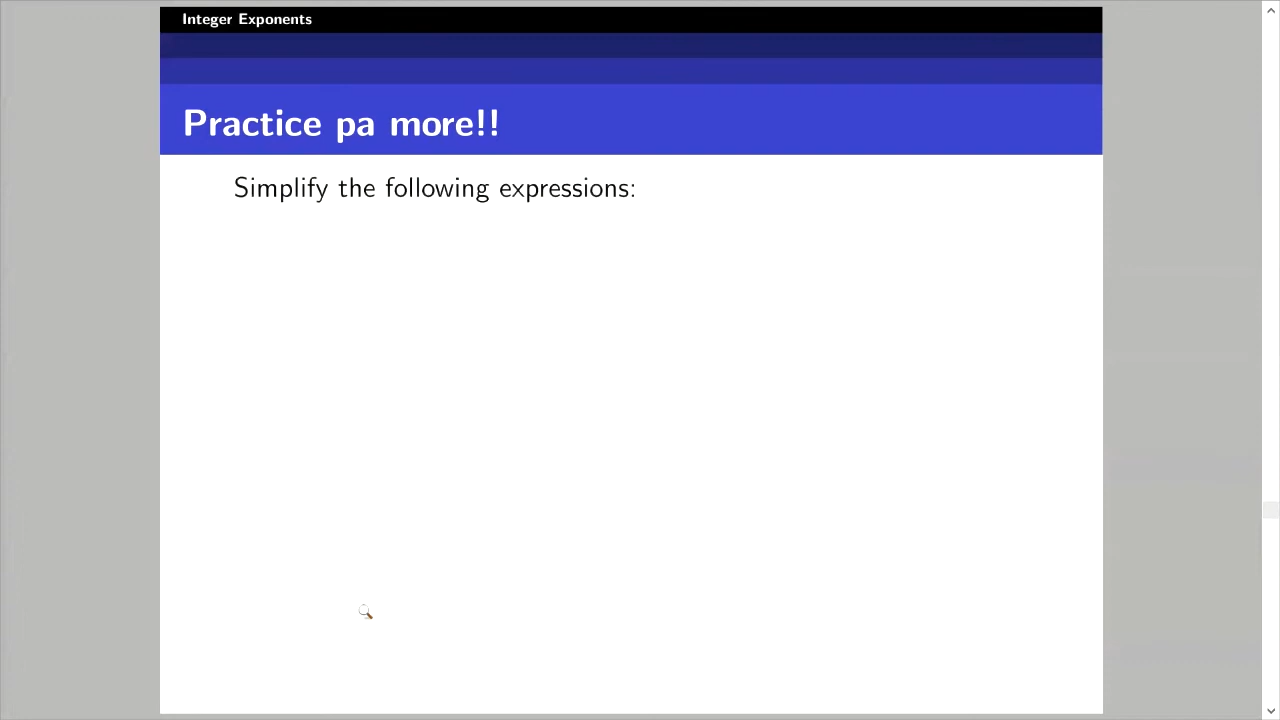 Integer Exponents
Practice pa more!!
Simplify the following expressions: